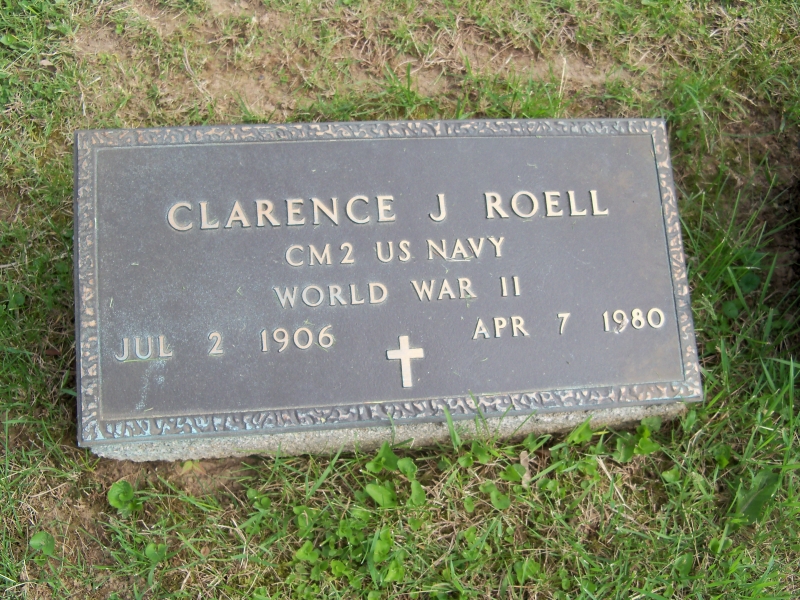 CLARENCE J ROELL
CM2 US NAVY
WORLD WAR II
JUL 2 1906 APR 7 1980